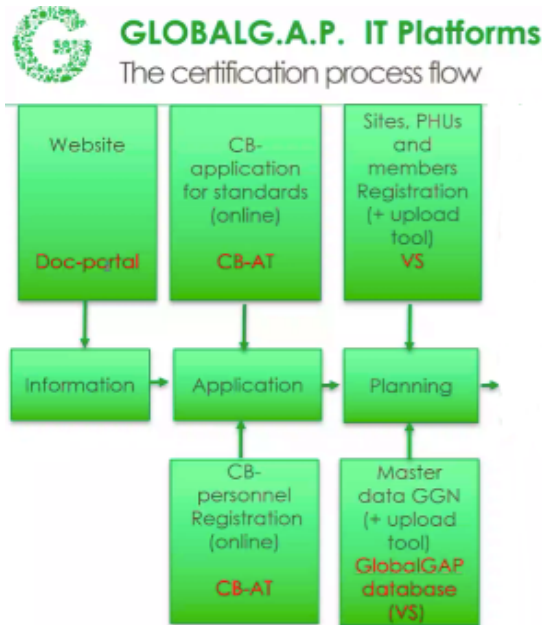 GLOBALG.A.P. IT Platforms
The certification process flow
Website
Doc-portal
CB-
application
for standards
(online)
CB-AT
Sites, PHUs
and
members
Registration
(+ upload
tool)
VS
Information
Application
Planning
CB-
personnel
Registration
(online)
CB-AT
Master
data GGN
(+ upload
tool)
GlobalGAP
database
(VS)